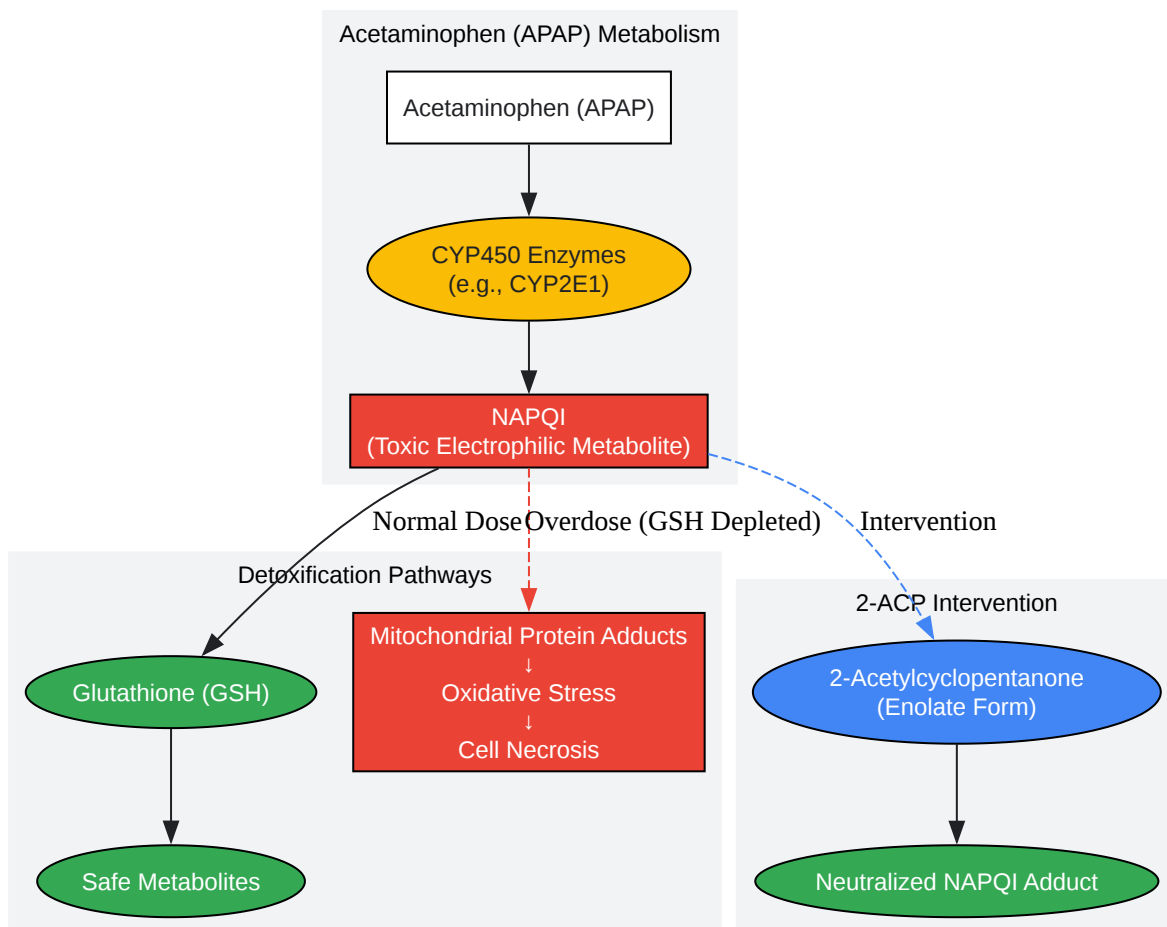 Acetaminophen (APAP) Metabolism
Acetaminophen (APAP)
CYP450 Enzymes
(e.g., CYP2E1)
NAPQI
(Toxic Electrophilic Metabolite)
Normal Dose
Overdose (GSH Depleted)
Intervention
Detoxification Pathways
Glutathione (GSH)
Safe Metabolites
Mitochondrial Protein Adducts
↓
Oxidative Stress
↓
Cell Necrosis
2-ACP Intervention
2-Acetylcyclopentanone
(Enolate Form)
Neutralized NAPQI Adduct